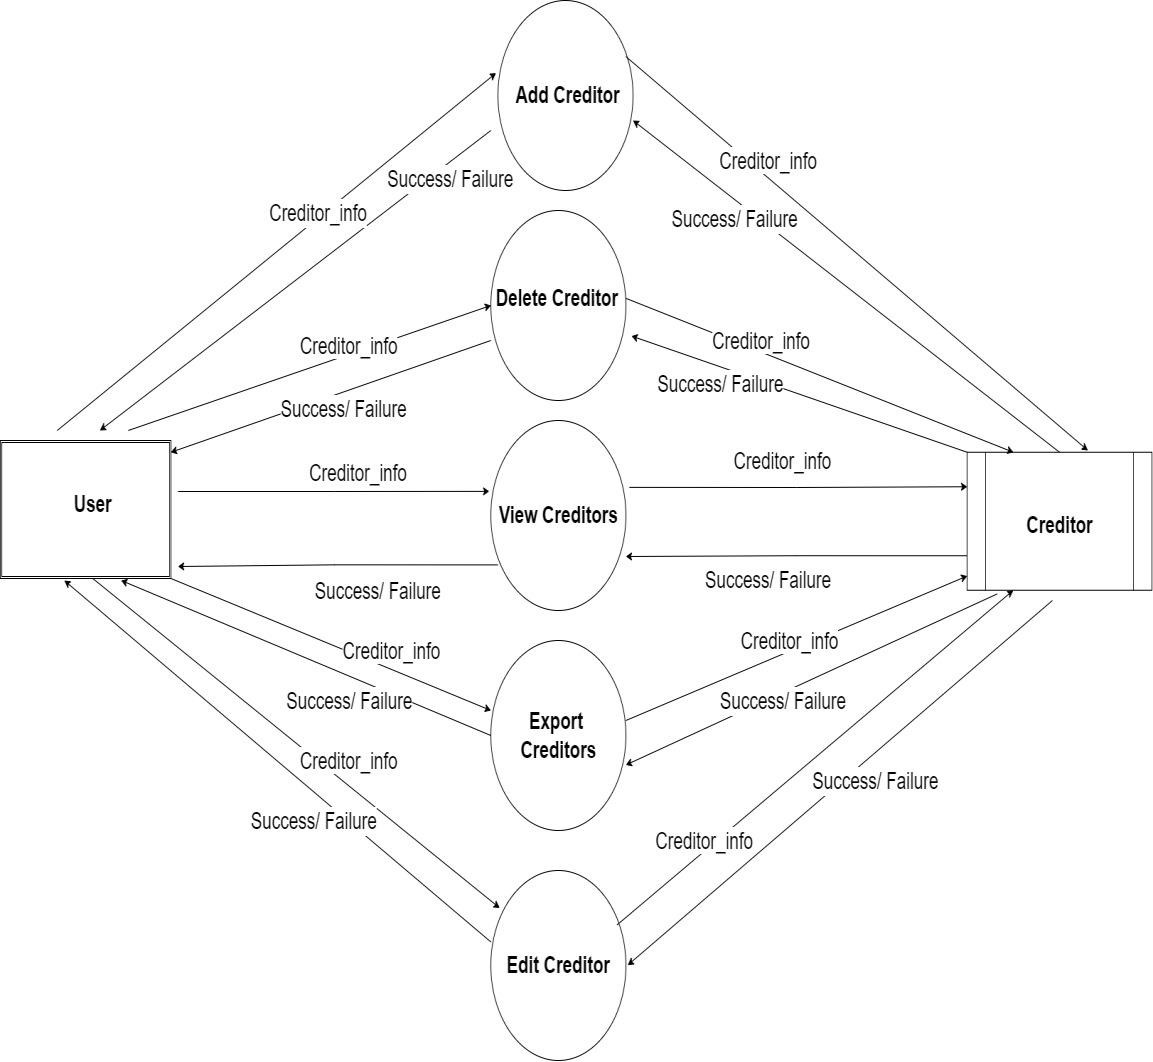 Add Creditor
Creditor_info
Success/ Failure
Creditor_info
Success/ Failure
Delete Creditor
Creditor_info
Creditor_info
Success/ Failure
Success/ Failure
Creditor_info
Creditor_info
User
View Creditors
Creditor
Success/ Failure
Success/ Failure
Creditor_info
Creditor_info
Success/ Failure
Success/ Failure
Export
Creditors
Creditor_info
Success/ Failure
Success/ Failure
Creditor_info
Edit Creditor